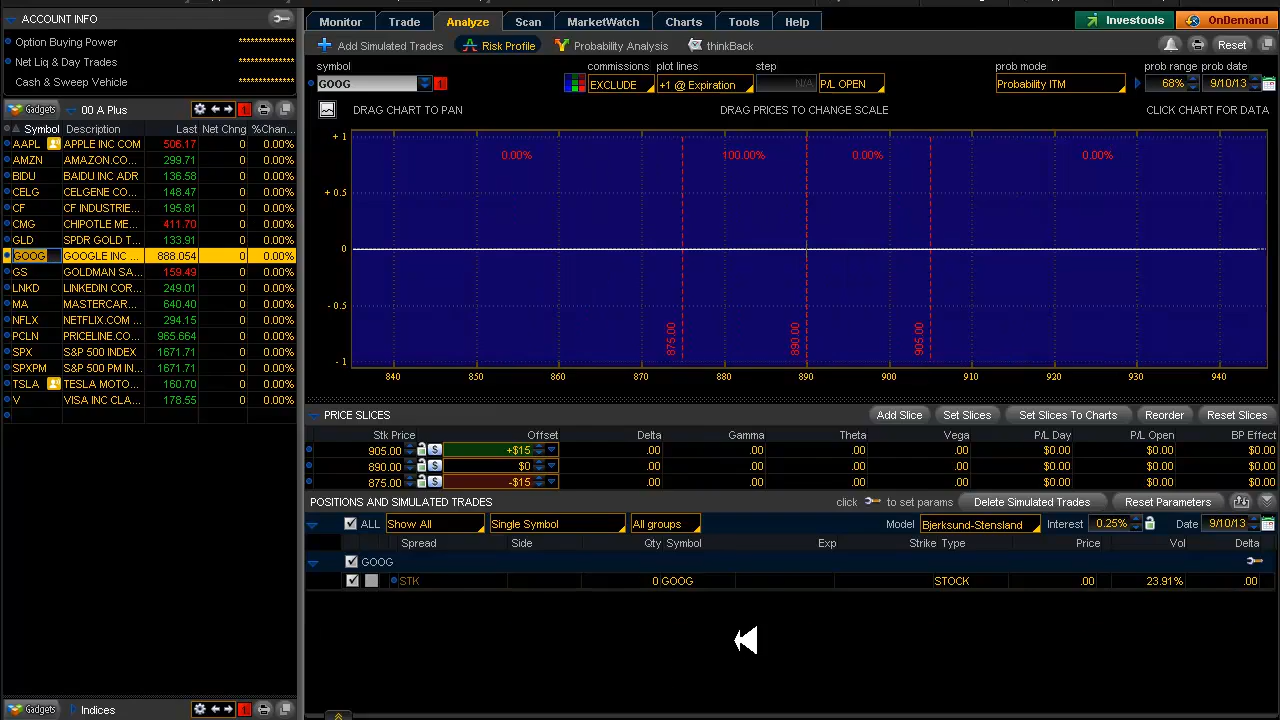 ACCOUNT INFO
Option Buying Power **************
Net Liq & Day Trades **************
Cash & Sweep Vehicle **************
Gadgets 00 A Plus 1
Symbol Description Last Net Chng %Chan...
AAPL APPLE INC COM 506.17 0 0.00%
AMZN AMAZON.CO... 299.71 0 0.00%
BIDU BAIDU INC ADR 136.58 0 0.00%
CELG CELGENE CO... 148.47 0 0.00%
CF CF INDUSTRIE... 195.81 0 0.00%
CMG CHIPOTLE ME... 411.70 0 0.00%
GLD SPDR GOLD T... 133.91 0 0.00%
GOOG GOOGLE INC ... 888.054 0 0.00%
GS GOLDMAN SA... 159.49 0 0.00%
LNKD LINKEDIN COR... 249.01 0 0.00%
MA MASTERCAR... 640.40 0 0.00%
NFLX NETFLIX.COM ... 294.15 0 0.00%
PCLN PRICELINE.CO... 965.664 0 0.00%
SPX S&P 500 INDEX 1671.71 0 0.00%
SPXPM S&P 500 PM IN... 1671.71 0 0.00%
TSLA TESLA MOTO... 160.70 0 0.00%
V VISA INC CLA... 178.55 0 0.00%
Gadgets Indices 1
Monitor Trade Analyze Scan MarketWatch Charts Tools Help Investools OnDemand
Add Simulated Trades Risk Profile Probability Analysis thinkBack Reset
symbol commissions plot lines step prob mode prob range prob date
GOOG 1 EXCLUDE +1 @ Expiration N/A P/L OPEN Probability ITM 68% 9/10/13
DRAG CHART TO PAN DRAG PRICES TO CHANGE SCALE CLICK CHART FOR DATA
+ 1
0.00% 100.00% 0.00% 0.00%
+ 0.5
0
- 0.5
875.00 890.00 905.00
- 1
840 850 860 870 880 890 900 910 920 930 940
PRICE SLICES Add Slice Set Slices Set Slices To Charts Reorder Reset Slices
Stk Price Offset Delta Gamma Theta Vega P/L Day P/L Open BP Effect
905.00 $ +$15 .00 .00 .00 .00 $0.00 $0.00 $0.00
890.00 $ $0 .00 .00 .00 .00 $0.00 $0.00 $0.00
875.00 $ -$15 .00 .00 .00 .00 $0.00 $0.00 $0.00
POSITIONS AND SIMULATED TRADES click to set params Delete Simulated Trades Reset Parameters
ALL Show All Single Symbol All groups Model Bjerksund-Stensland Interest 0.25% Date 9/10/13
Spread Side Qty Symbol Exp Strike Type Price Vol Delta
GOOG
STK 0 GOOG STOCK .00 23.91% .00